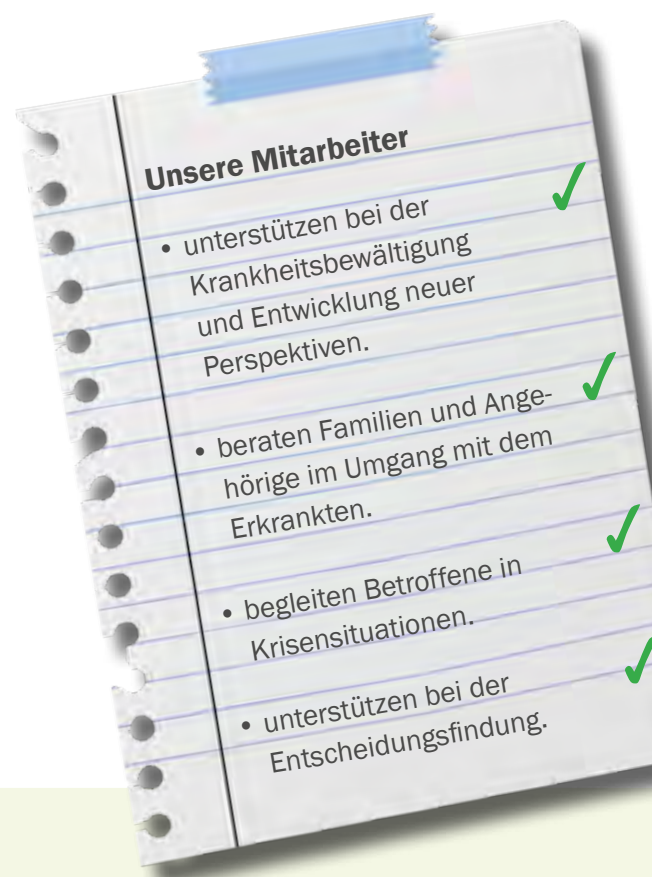 Unsere Mitarbeiter
• unterstützen bei der
Krankheitsbewältigung
und Entwicklung neuer
Perspektiven.
• beraten Familien und Ange-
hörige im Umgang mit dem
Erkrankten.
• begleiten Betroffene in
Krisensituationen.
• unterstützen bei der
Entscheidungsfindung.